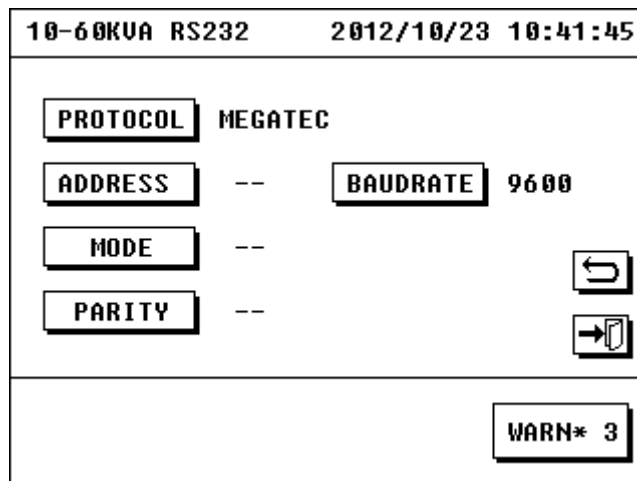 10-60KVA RS232 2012/10/23 10:41:45
PROTOCOL MEGATEC
ADDRESS -- BAUDRATE 9600
MODE --
PARITY --
WARN* 3